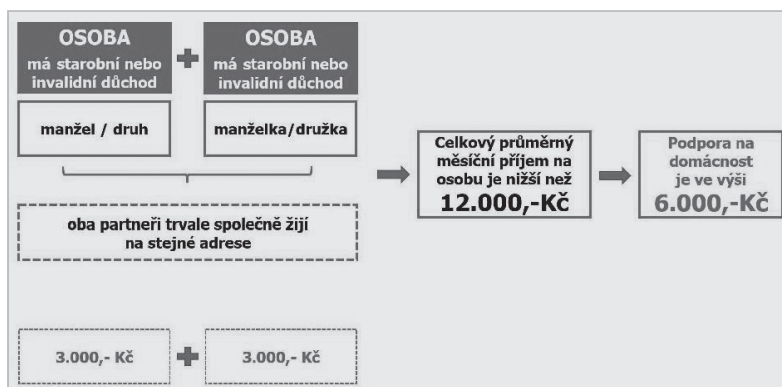 OSOBA
má starobní nebo
invalidní důchod
+
OSOBA
má starobní nebo
invalidní důchod
manžel / druh
manželka/družka
oba partneři trvale společně žijí
na stejné adrese
Celkový průměrný
měsíční příjem na
osobu je nižší než
12.000,-Kč
Podpora na
domácnost
je ve výši
6.000,-Kč
3.000,- Kč
+
3.000,- Kč